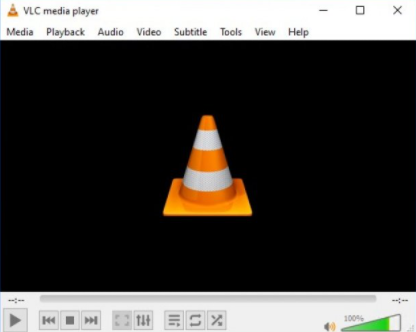 VLC media player
Media Playback Audio Video Subtitle Tools View Help
--:-- --:--
100%